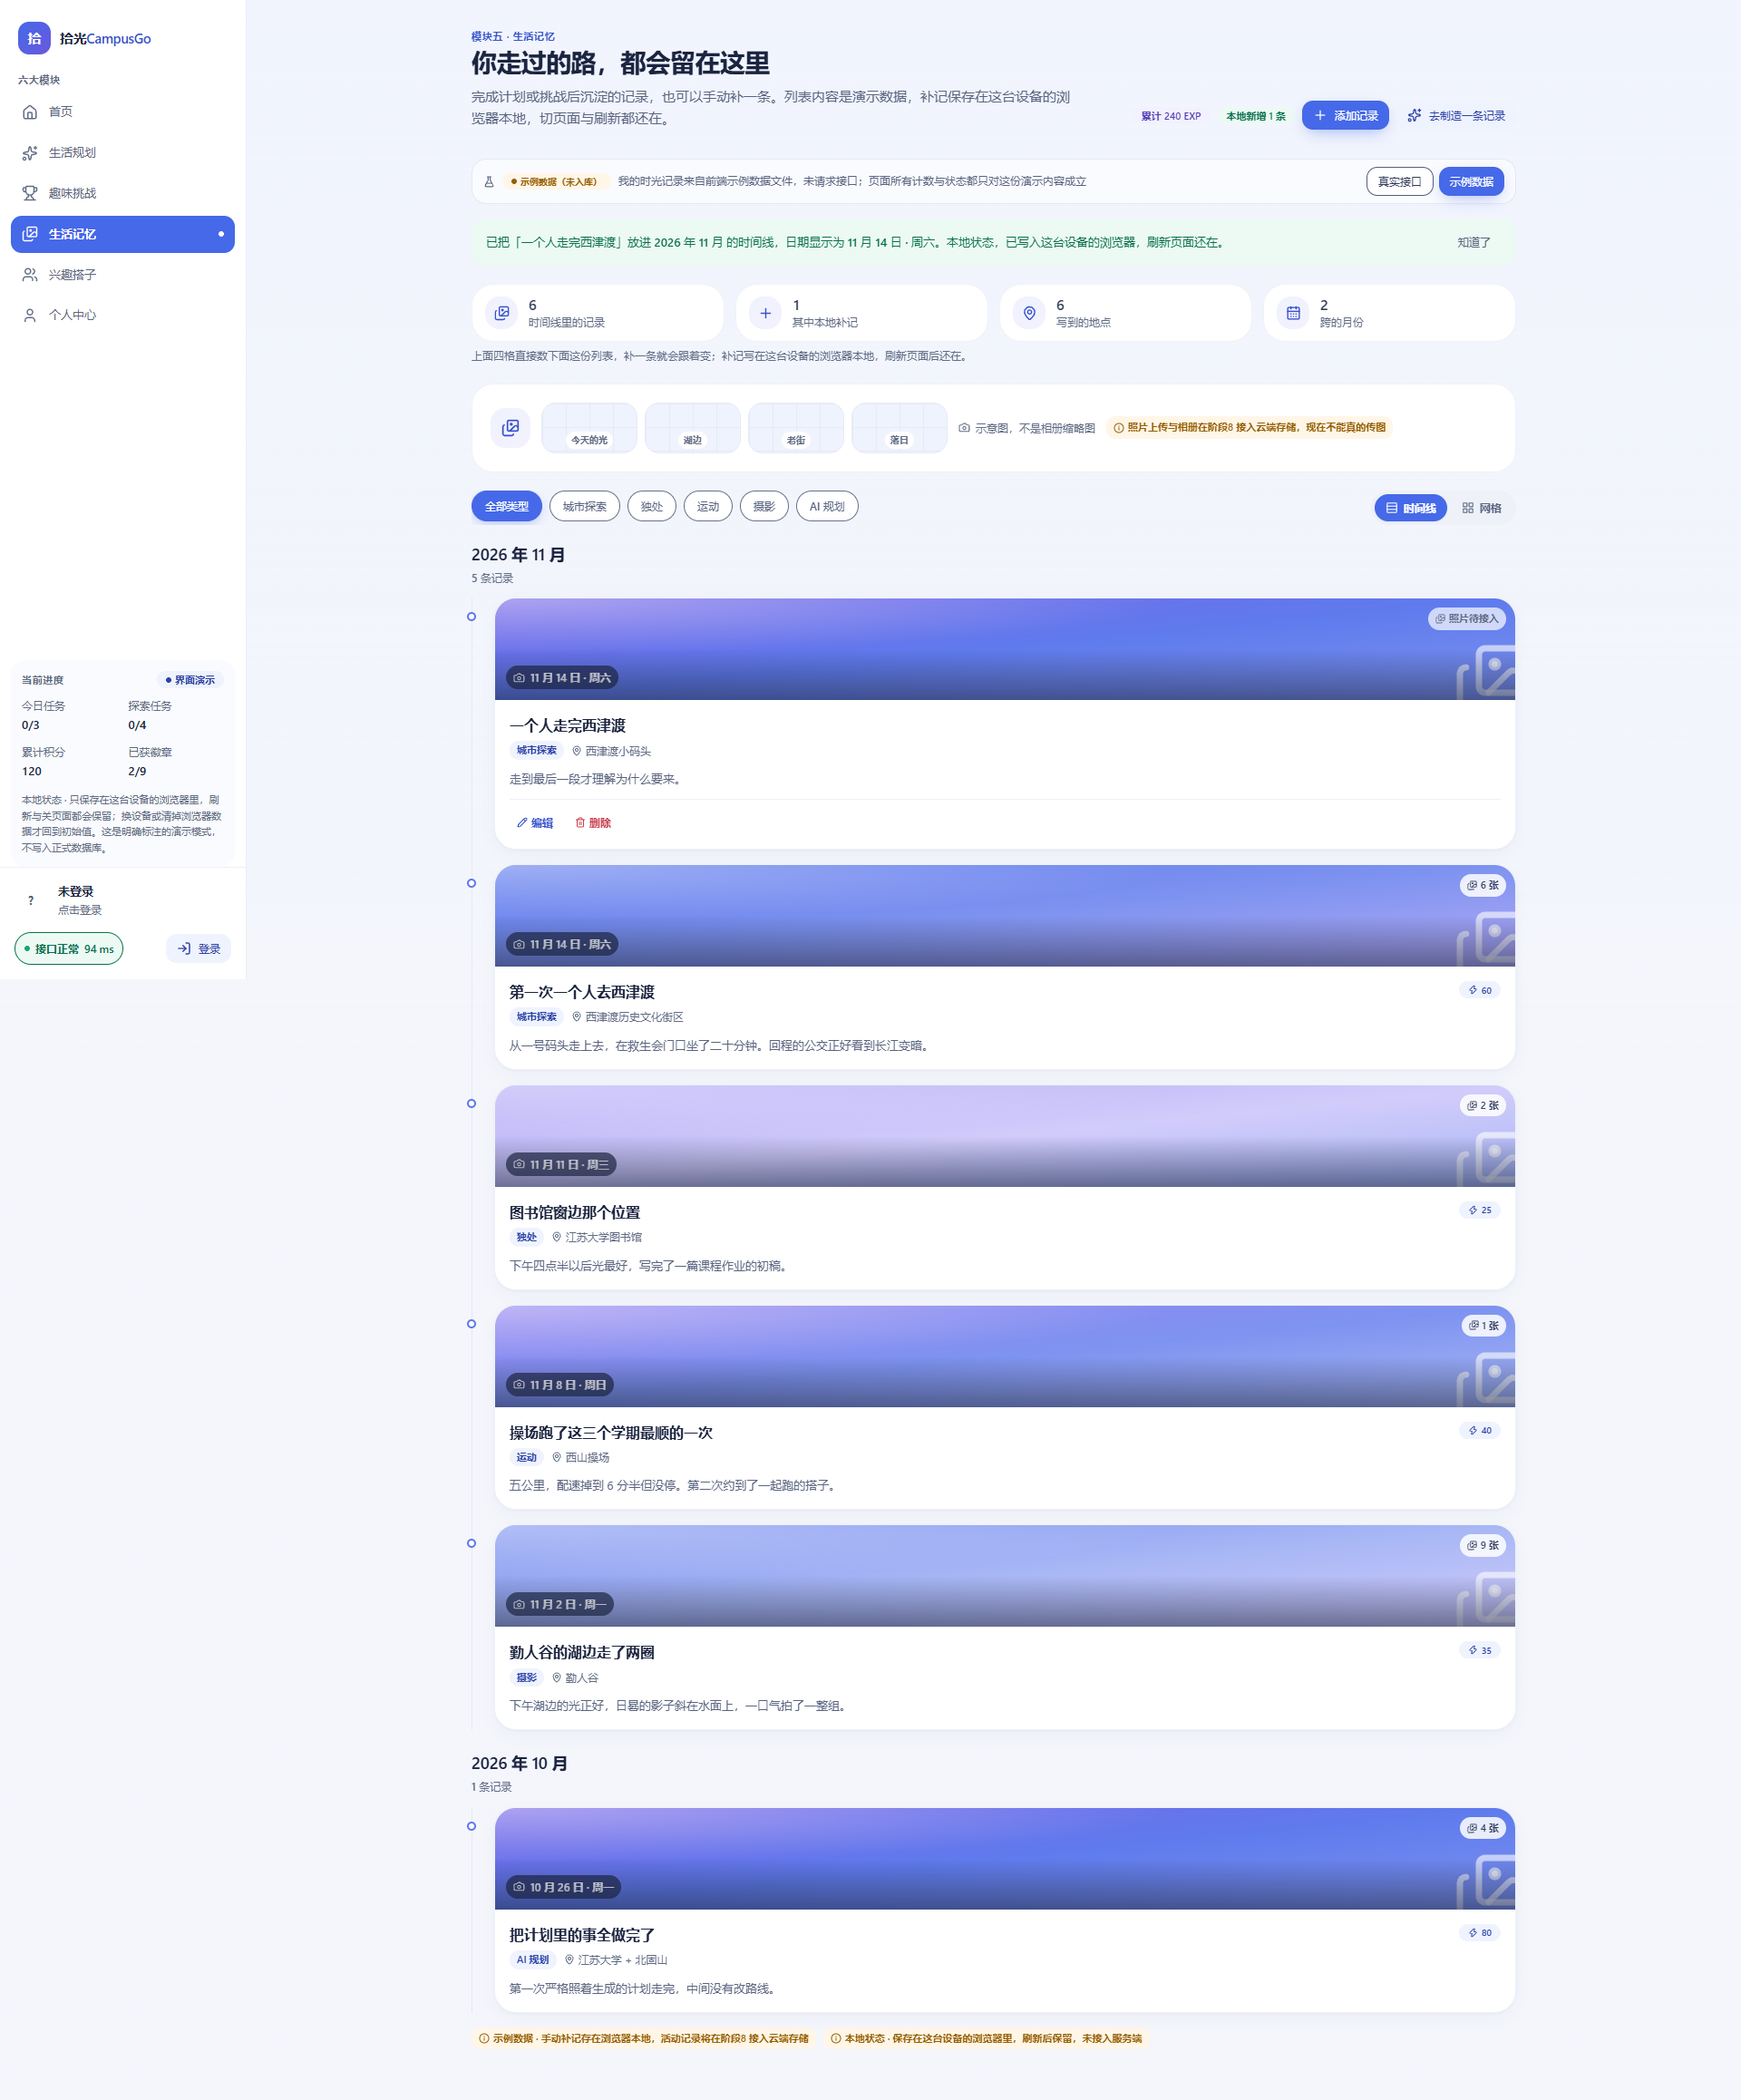 拾 拾光CampusGo
六大模块
首页
生活规划
趣味挑战
生活记忆
兴趣搭子
个人中心
当前进度 界面演示
今日任务 探索任务
0/3 0/4
累计积分 已获徽章
120 2/9
本地状态 · 只保存在这台设备的浏览器里，刷
新与关页面都会保留；换设备或清掉浏览器数
据才回到初始值。这是明确标注的演示模式，
不写入正式数据库。
? 未登录
点击登录
接口正常 94 ms 登录
模块五 · 生活记忆
你走过的路，都会留在这里
完成计划或挑战后沉淀的记录，也可以手动补一条。列表内容是演示数据，补记保存在这台设备的浏
览器本地，切页面与刷新都还在。
累计 240 EXP 本地新增 1 条 添加记录 去制造一条记录
示例数据（未入库） 我的时光记录来自前端示例数据文件，未请求接口；页面所有计数与状态都只对这份演示内容成立 真实接口 示例数据
已把「一个人走完西津渡」放进 2026 年 11 月 的时间线，日期显示为 11 月 14 日 · 周六。本地状态，已写入这台设备的浏览器，刷新页面还在。 知道了
6 时间线里的记录
1 其中本地补记
6 写到的地点
2 跨的月份
上面四格直接数下面这份列表，补一条就会跟着变；补记写在这台设备的浏览器本地，刷新页面后还在。
今天的光 湖边 老街 落日 示意图，不是相册缩略图 照片上传与相册在阶段8 接入云端存储，现在不能真的传图
全部类型 城市探索 独处 运动 摄影 AI 规划 时间线 网格
2026 年 11 月
5 条记录
照片待接入
11 月 14 日 · 周六
一个人走完西津渡
城市探索 西津渡小码头
走到最后一段才理解为什么要来。
编辑 删除
6 张
11 月 14 日 · 周六
第一次一个人去西津渡 60
城市探索 西津渡历史文化街区
从一号码头走上去，在救生会门口坐了二十分钟。回程的公交正好看到长江变暗。
2 张
11 月 11 日 · 周三
图书馆窗边那个位置 25
独处 江苏大学图书馆
下午四点半以后光最好，写完了一篇课程作业的初稿。
1 张
11 月 8 日 · 周日
操场跑了这三个学期最顺的一次 40
运动 西山操场
五公里，配速掉到 6 分半但没停。第二次约到了一起跑的搭子。
9 张
11 月 2 日 · 周一
勤人谷的湖边走了两圈 35
摄影 勤人谷
下午湖边的光正好，日晷的影子斜在水面上，一口气拍了一整组。
2026 年 10 月
1 条记录
4 张
10 月 26 日 · 周一
把计划里的事全做完了 80
AI 规划 江苏大学 + 北固山
第一次严格照着生成的计划走完，中间没有改路线。
示例数据 · 手动补记存在浏览器本地，活动记录将在阶段8 接入云端存储 本地状态 · 保存在这台设备的浏览器里，刷新后保留，未接入服务端